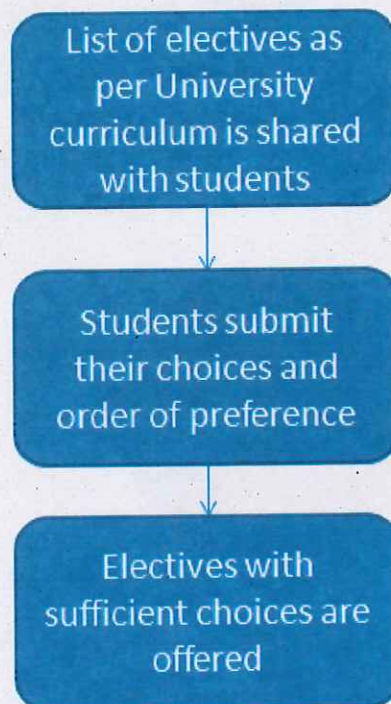 List of electives as
per University
curriculum is shared
with students
Students submit
their choices and
order of preference
Electives with
sufficient choices are
offered